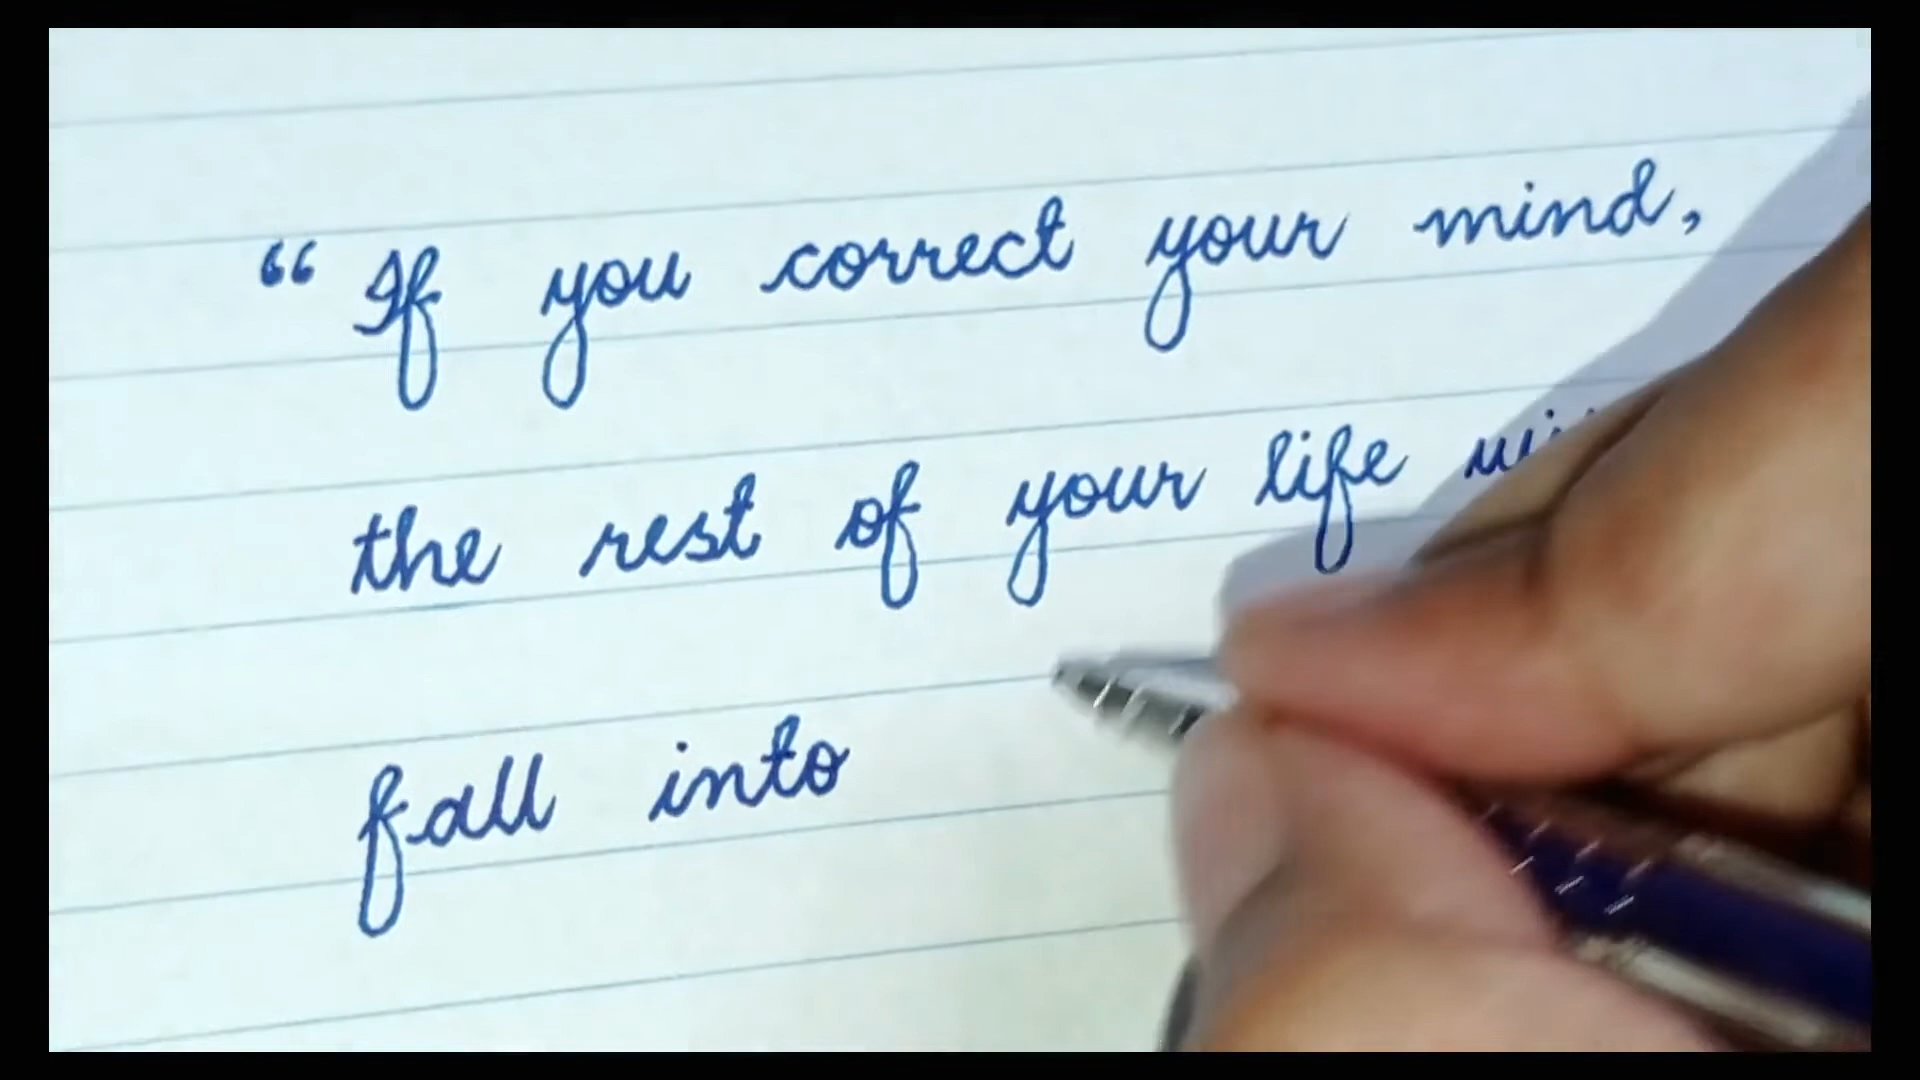 “If you correct your mind,
the rest of your life
fall into